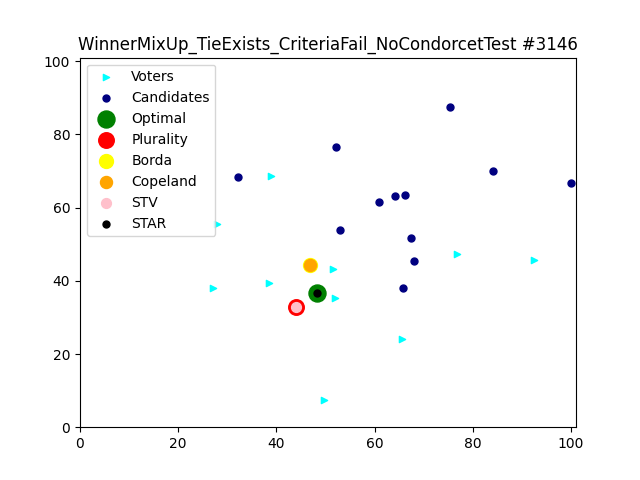 WinnerMixUp_TieExists_CriteriaFail_NoCondorcetTest #3146
100
80
60
40
20
0
Voters
Candidates
Optimal
Plurality
Borda
Copeland
STV
STAR
0 20 40 60 80 100